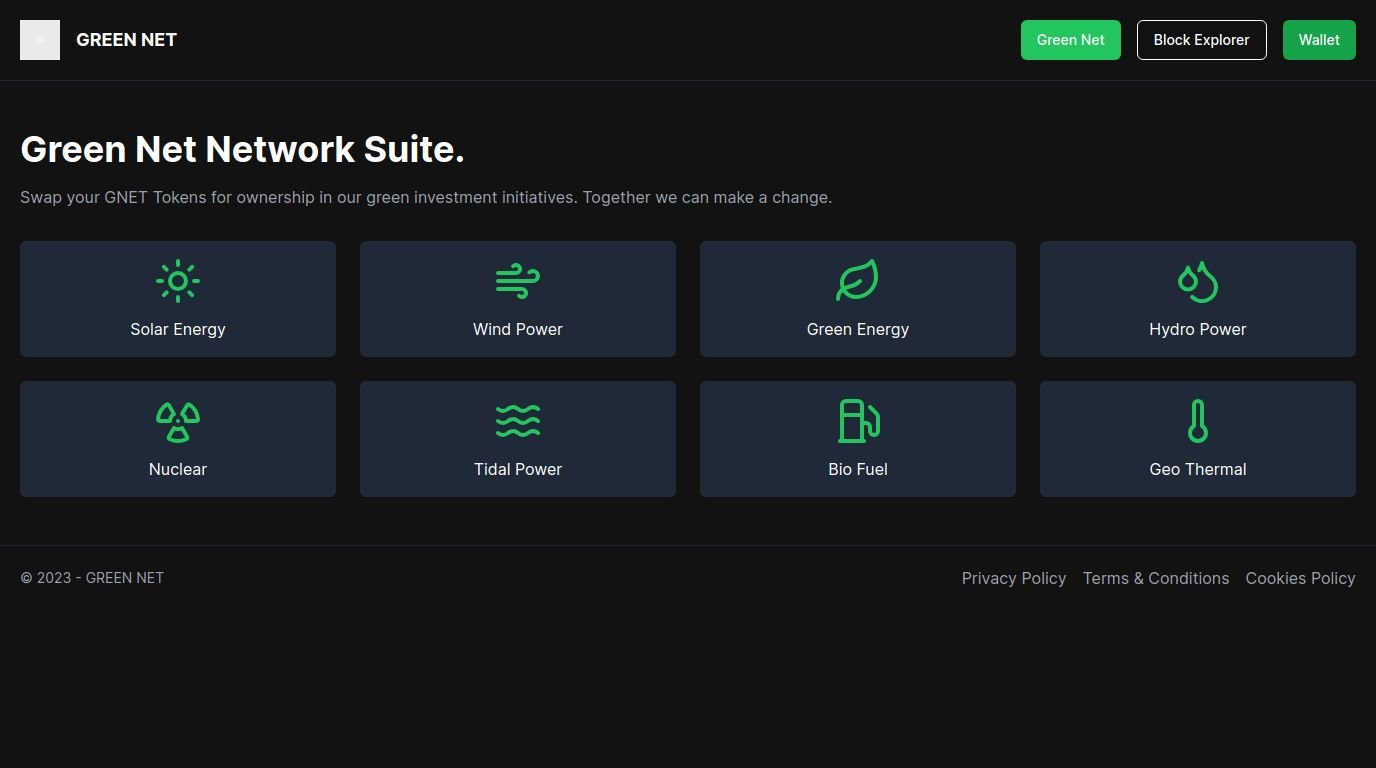 GREEN NET
Green Net
Block Explorer
Wallet
Green Net Network Suite.
Swap your GNET Tokens for ownership in our green investment initiatives. Together we can make a change.
Solar Energy
Wind Power
Green Energy
Hydro Power
Nuclear
Tidal Power
Bio Fuel
Geo Thermal
© 2023 - GREEN NET
Privacy Policy
Terms & Conditions
Cookies Policy